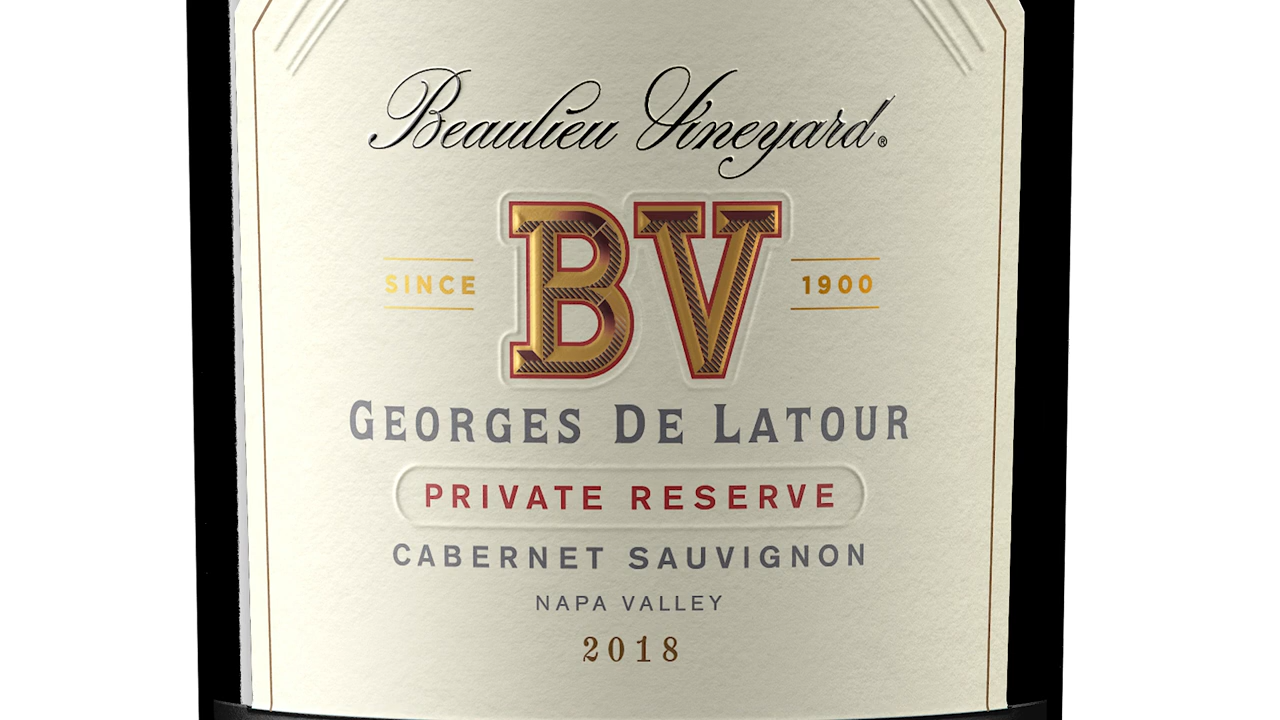 Beaulieu Vineyard®
BV
SINCE 1900
GEORGES DE LATOUR
PRIVATE RESERVE
CABERNET SAUVIGNON
NAPA VALLEY
2018